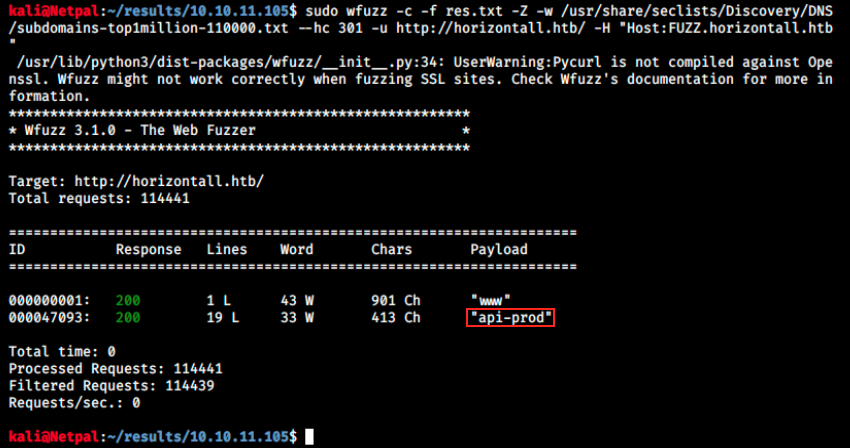 kali@Netpal:~/results/10.10.11.105$ sudo wfuzz -c -f res.txt -Z -w /usr/share/seclists/Discovery/DNS
/subdomains-top1million-110000.txt --hc 301 -u http://horizontall.htb/ -H "Host:FUZZ.horizontall.htb
"
/usr/lib/python3/dist-packages/wfuzz/__init__.py:34: UserWarning:Pycurl is not compiled against Ope
nssl. Wfuzz might not work correctly when fuzzing SSL sites. Check Wfuzz's documentation for more in
formation.
********************************************************
* Wfuzz 3.1.0 - The Web Fuzzer                         *
********************************************************
Target: http://horizontall.htb/
Total requests: 114441
=====================================================================
ID           Response   Lines    Word       Chars       Payload
=====================================================================
000000001:   200        1 L      43 W       901 Ch      "www"
000047093:   200        19 L     33 W       413 Ch      "api-prod"
Total time: 0
Processed Requests: 114441
Filtered Requests: 114439
Requests/sec.: 0
kali@Netpal:~/results/10.10.11.105$